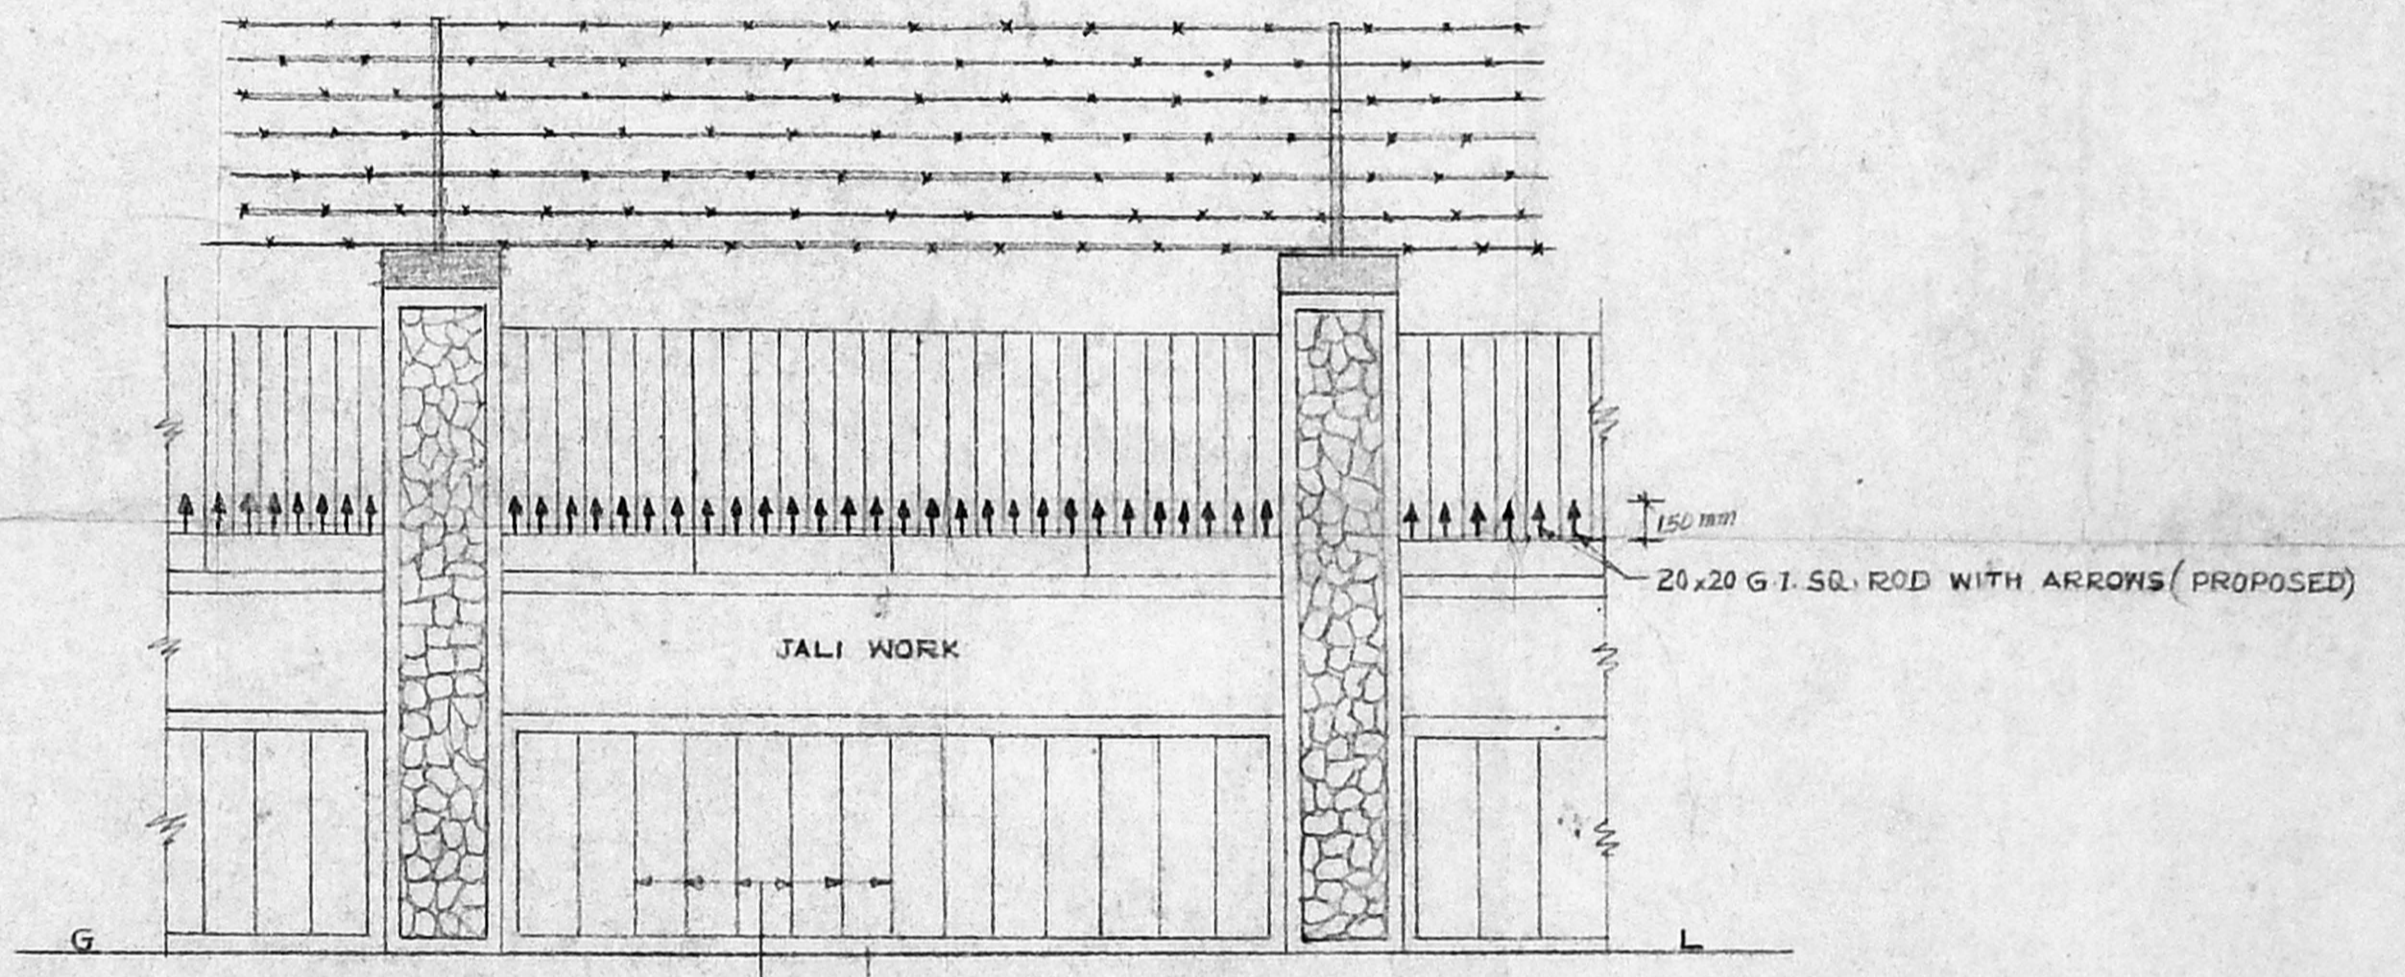 150 mm
20x20 G.I. SQ. ROD WITH ARROWS (PROPOSED)
JALI WORK
G L